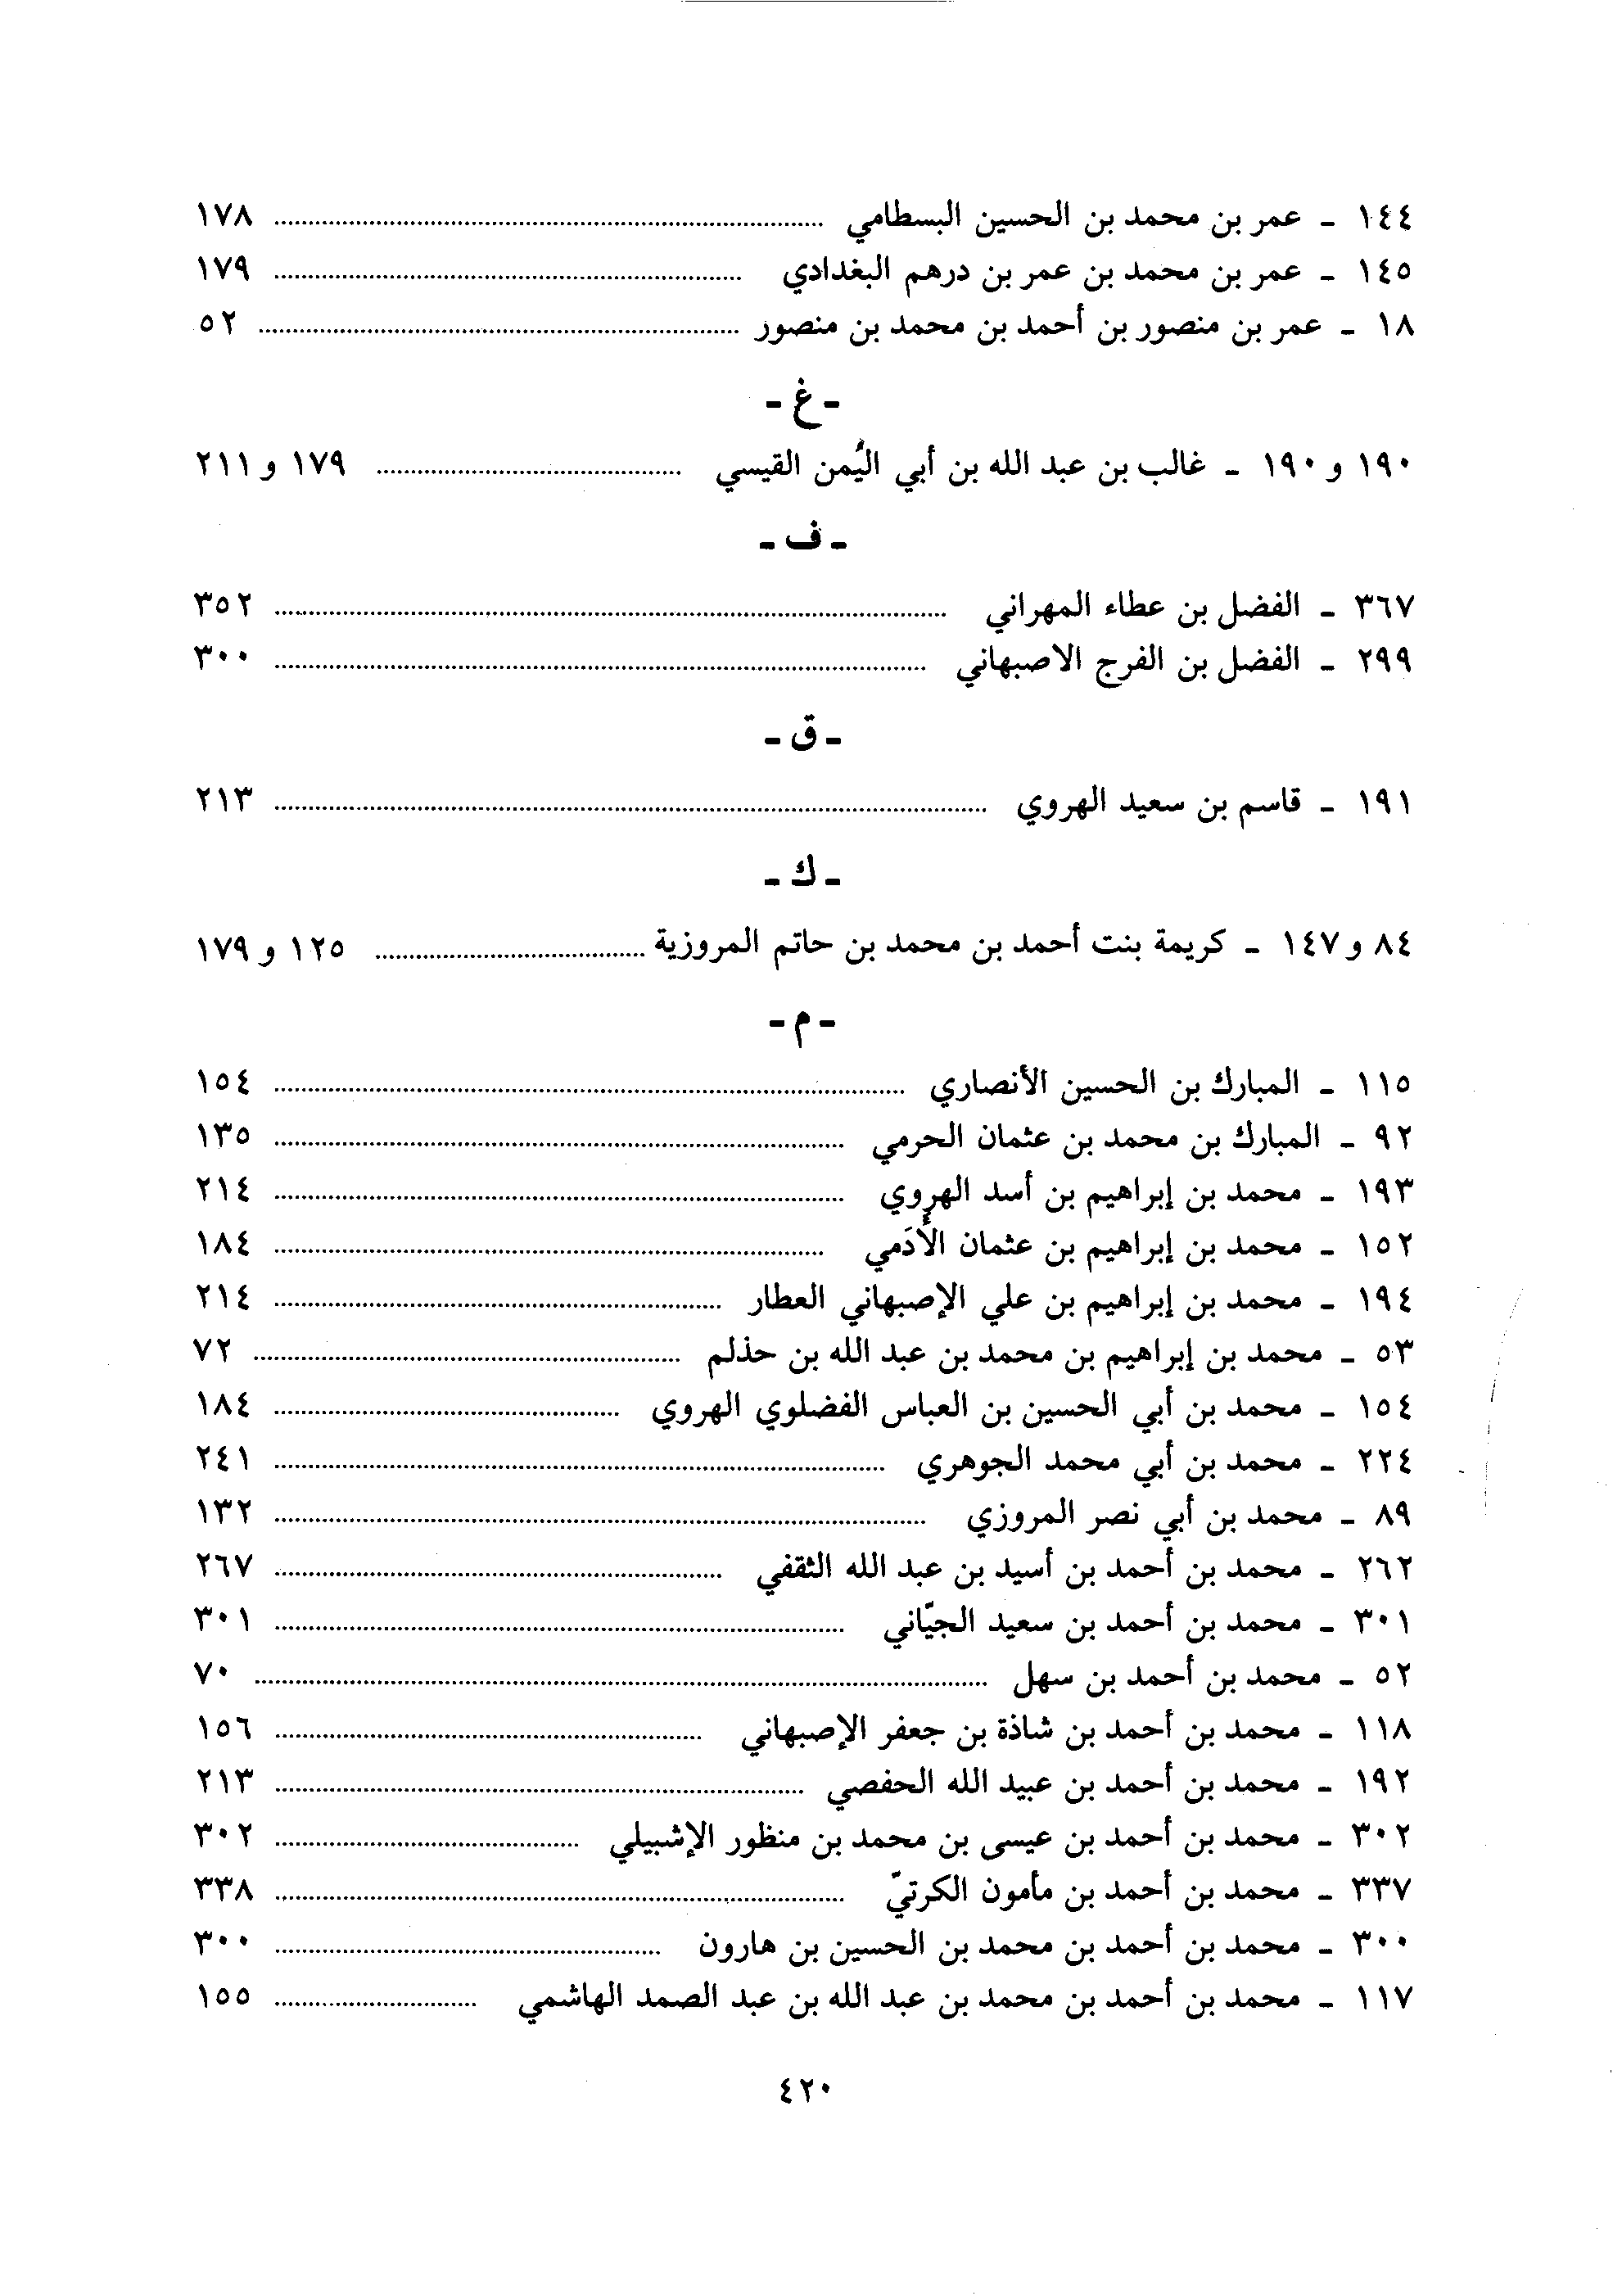 ١٤٤ - عمر بن محمد بن الحسين البسطامي ........ ١٧٨
١٤٥ - عمر بن محمد بن عمر بن درهم البغدادي ........ ١٧٩
١٨ - عمر بن منصور بن أحمد بن محمد بن منصور ........ ٥٢
- غ -
١٩٠ و ١٩٠ - غالب بن عبد الله بن أبي اليُمن القيسي ........ ١٧٩ و ٢١١
- ف -
٣٦٧ - الفضل بن عطاء المهراني ........ ٣٥٢
٢٩٩ - الفضل بن الفرج الاصبهاني ........ ٣٠٠
- ق -
١٩١ - قاسم بن سعيد الهروي ........ ٢١٣
- ك -
٨٤ و ١٤٧ - كريمة بنت أحمد بن محمد بن حاتم المروزية ........ ١٢٥ و ١٧٩
- م -
١١٥ - المبارك بن الحسين الأنصاري ........ ١٥٤
٩٢ - المبارك بن محمد بن عثمان الحرمي ........ ١٣٥
١٩٣ - محمد بن إبراهيم بن أسد الهروي ........ ٢١٤
١٥٢ - محمد بن إبراهيم بن عثمان الأَدَمي ........ ١٨٤
١٩٤ - محمد بن إبراهيم بن علي الإصبهاني العطار ........ ٢١٤
٥٣ - محمد بن إبراهيم بن محمد بن عبد الله بن حذلم ........ ٧٢
١٥٤ - محمد بن أبي الحسين بن العباس الفضلوي الهروي ........ ١٨٤
٢٢٤ - محمد بن أبي محمد الجوهري ........ ٢٤١
٨٩ - محمد بن أبي نصر المروزي ........ ١٣٢
٢٦٢ - محمد بن أحمد بن أسيد بن عبد الله الثقفي ........ ٢٦٧
٣٠١ - محمد بن أحمد بن سعيد الجيّاني ........ ٣٠١
٥٢ - محمد بن أحمد بن سهل ........ ٧٠
١١٨ - محمد بن أحمد بن شاذة بن جعفر الإصبهاني ........ ١٥٦
١٩٢ - محمد بن أحمد بن عبيد الله الحفصي ........ ٢١٣
٣٠٢ - محمد بن أحمد بن عيسى بن محمد بن منظور الإشبيلي ........ ٣٠٢
٣٣٧ - محمد بن أحمد بن مأمون الكرتيّ ........ ٣٣٨
٣٠٠ - محمد بن أحمد بن محمد بن الحسين بن هارون ........ ٣٠٠
١١٧ - محمد بن أحمد بن محمد بن عبد الله بن عبد الصمد الهاشمي ........ ١٥٥
٤٢٠